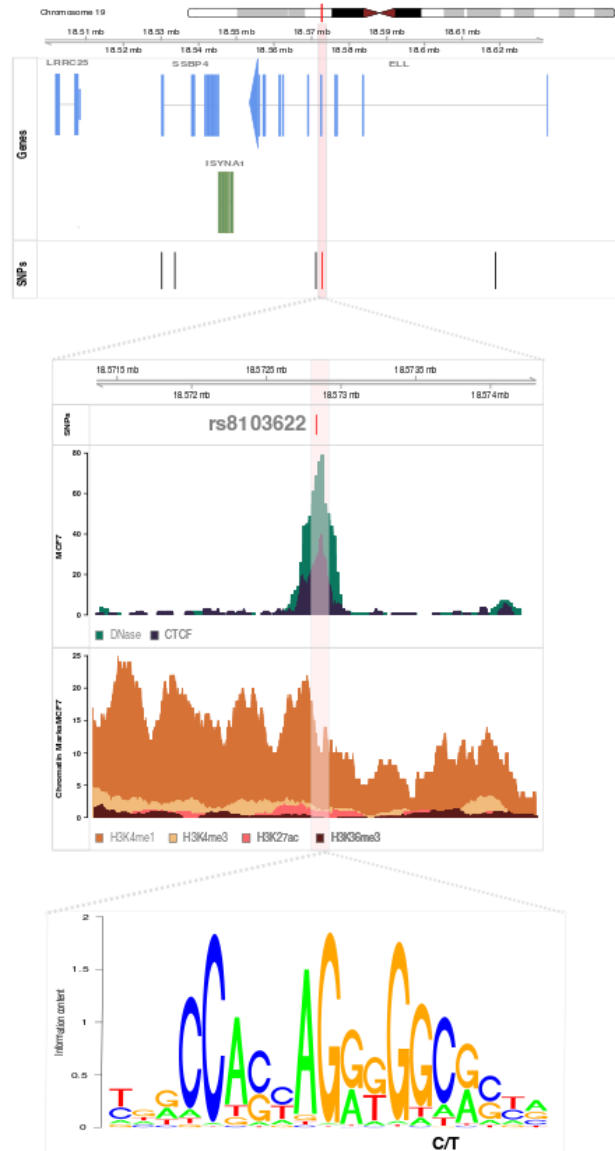 Chromosome 19
18.51 mb 18.53 mb 18.55 mb 18.57 mb 18.59 mb 18.61 mb
18.52 mb 18.54 mb 18.56 mb 18.58 mb 18.6 mb 18.62 mb
LRRC25 SSBP4 ELL
Genes
ISYNA1
SNPs
18.5715 mb 18.5725 mb 18.5735 mb
18.572 mb 18.573 mb 18.574 mb
SNPs
rs8103622
80
60
40
20
0
MCF7
DNase CTCF
25
20
15
10
5
0
Chromatin MarksMCF7
H3K4me1 H3K4me3 H3K27ac H3K36me3
2
1.5
1
0.5
0
Information content
C/T